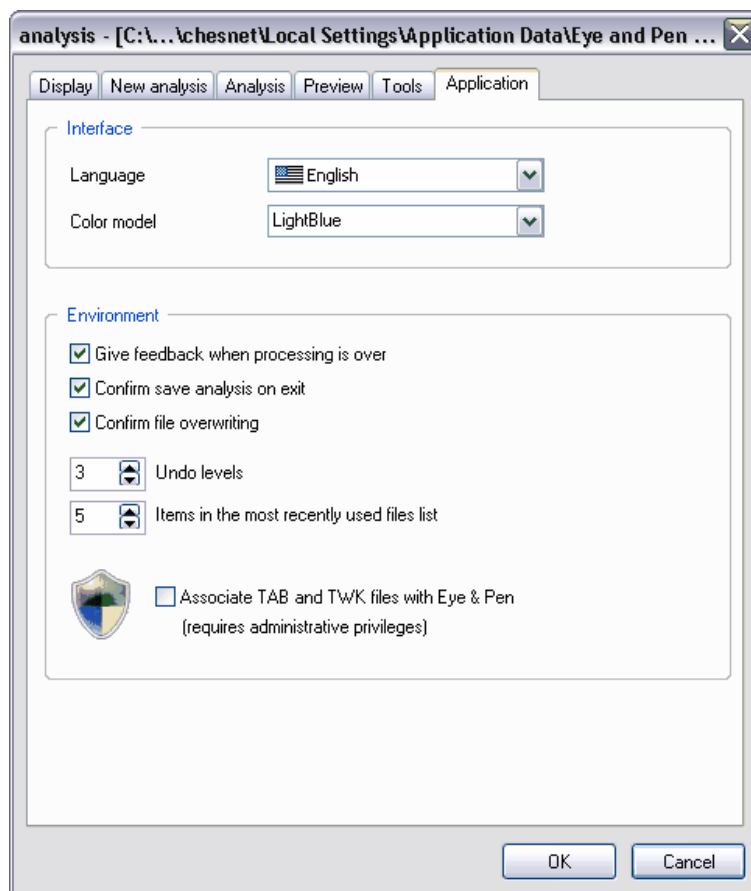 analysis - [C:\...\chesnet\Local Settings\Application Data\Eye and Pen ...
Display New analysis Analysis Preview Tools Application
Interface
Language English
Color model LightBlue
Environment
Give feedback when processing is over
Confirm save analysis on exit
Confirm file overwriting
3 Undo levels
5 Items in the most recently used files list
Associate TAB and TWK files with Eye & Pen
(requires administrative privileges)
OK Cancel